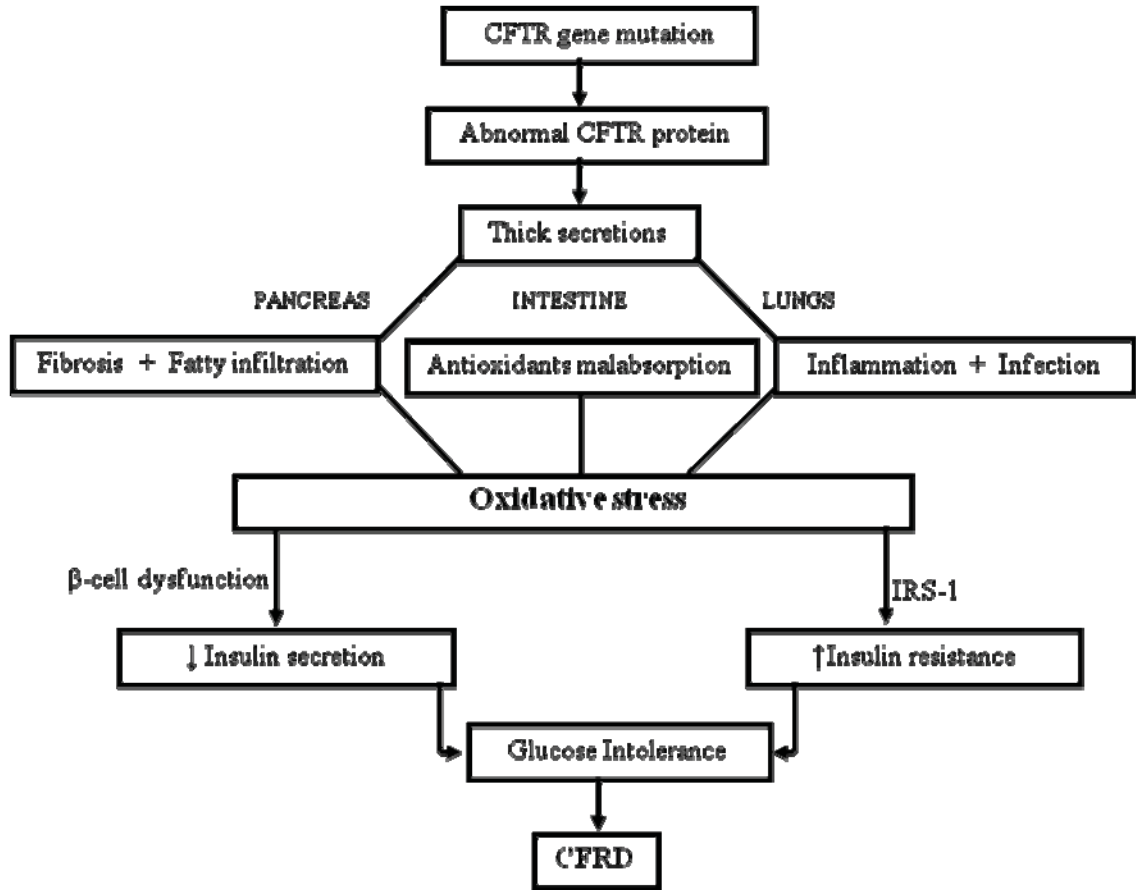 CFTR gene mutation
Abnormal CFTR protein
Thick secretions
PANCREAS
INTESTINE
LUNGS
Fibrosis + Fatty infiltration
Antioxidants malabsorption
Inflammation + Infection
Oxidative stress
β-cell dysfunction
IRS-1
↓ Insulin secretion
↑Insulin resistance
Glucose Intolerance
CFRD